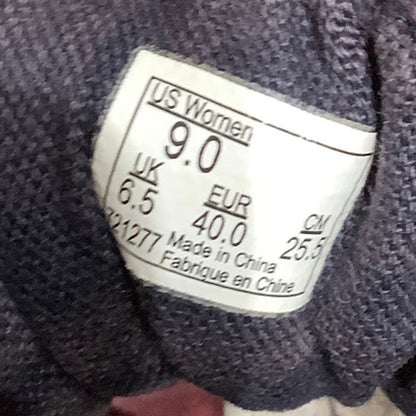 US Women
9.0
UK EUR CM
6.5 40.0 25.5
721277 Made in China
Fabrique en Chine